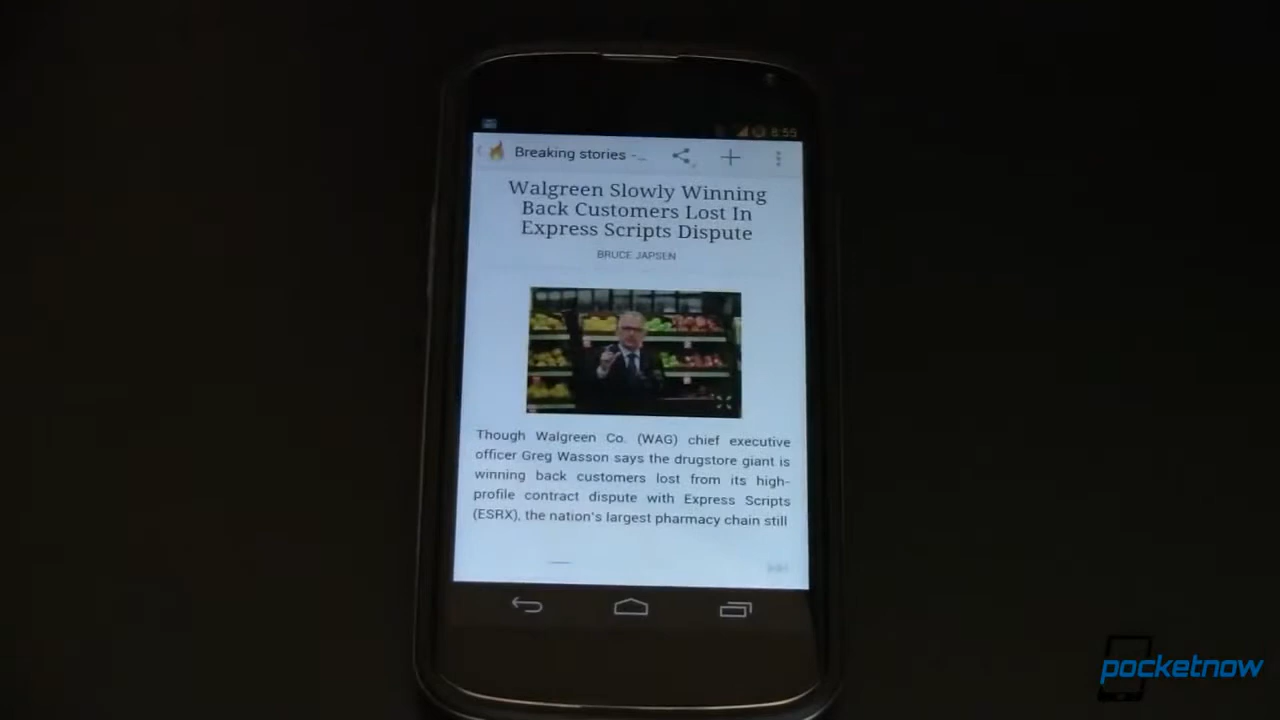 8:55
Breaking stories -...
Walgreen Slowly Winning
Back Customers Lost In
Express Scripts Dispute
BRUCE JAPSEN
Though Walgreen Co. (WAG) chief executive
officer Greg Wasson says the drugstore giant is
winning back customers lost from its high-
profile contract dispute with Express Scripts
(ESRX), the nation's largest pharmacy chain still
pocketnow